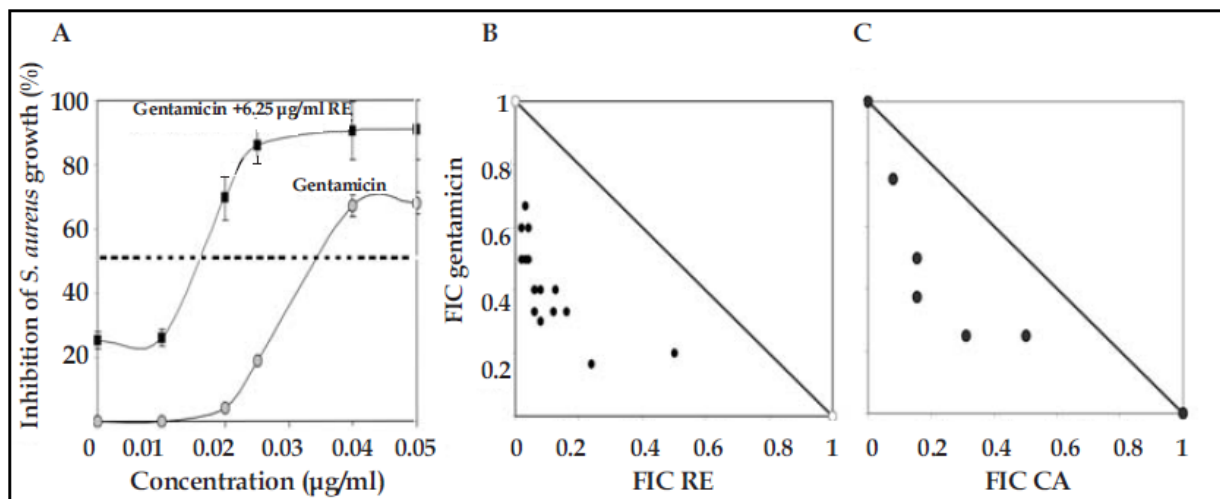 A
Inhibition of S. aureus growth (%)
100
80
60
40
20
Gentamicin +6.25 µg/ml RE
Gentamicin
0 0.01 0.02 0.03 0.04 0.05
Concentration (µg/ml)
B
FIC gentamicin
1
0.8
0.6
0.4
0.2
0 0.2 0.4 0.6 0.8 1
FIC RE
C
0 0.2 0.4 0.6 0.8 1
FIC CA